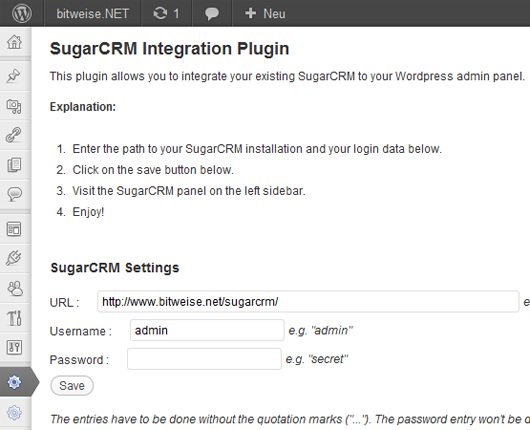 bitweise.NET 1 + Neu
SugarCRM Integration Plugin
This plugin allows you to integrate your existing SugarCRM to your Wordpress admin panel.
Explanation:
1. Enter the path to your SugarCRM installation and your login data below.
2. Click on the save button below.
3. Visit the SugarCRM panel on the left sidebar.
4. Enjoy!
SugarCRM Settings
URL : http://www.bitweise.net/sugarcrm/ e
Username : admin e.g. "admin"
Password : e.g. "secret"
Save
The entries have to be done without the quotation marks ("..."). The password entry won't be d